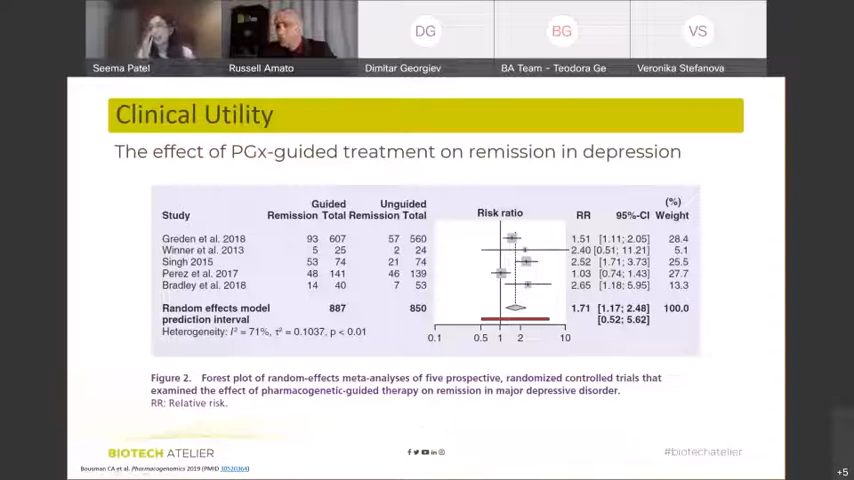 DG
BG
VS
Seema Patel
Russell Amato
Dimitar Georgiev
BA Team - Teodora Ge
Veronika Stefanova
Clinical Utility
The effect of PGx-guided treatment on remission in depression
Guided Unguided (%)
Study Remission Total Remission Total Risk ratio RR 95%-CI Weight
Greden et al. 2018 93 607 57 560 1.51 [1.11; 2.05] 28.4
Winner et al. 2013 5 25 2 24 2.40 [0.51; 11.21] 5.1
Singh 2015 53 74 21 74 2.52 [1.71; 3.73] 25.5
Perez et al. 2017 48 141 46 139 1.03 [0.74; 1.43] 27.7
Bradley et al. 2018 14 40 7 53 2.65 [1.18; 5.95] 13.3
Random effects model 887 850 1.71 [1.17; 2.48] 100.0
prediction interval [0.52; 5.62]
Heterogeneity: I² = 71%, τ² = 0.1037, p < 0.01
0.1 0.5 1 2 10
Figure 2. Forest plot of random-effects meta-analyses of five prospective, randomized controlled trials that
examined the effect of pharmacogenetic-guided therapy on remission in major depressive disorder.
RR: Relative risk.
BIOTECH ATELIER
#biotechatelier
Bousman CA et al. Pharmacogenomics 2019 (PMID 30520364)
+5